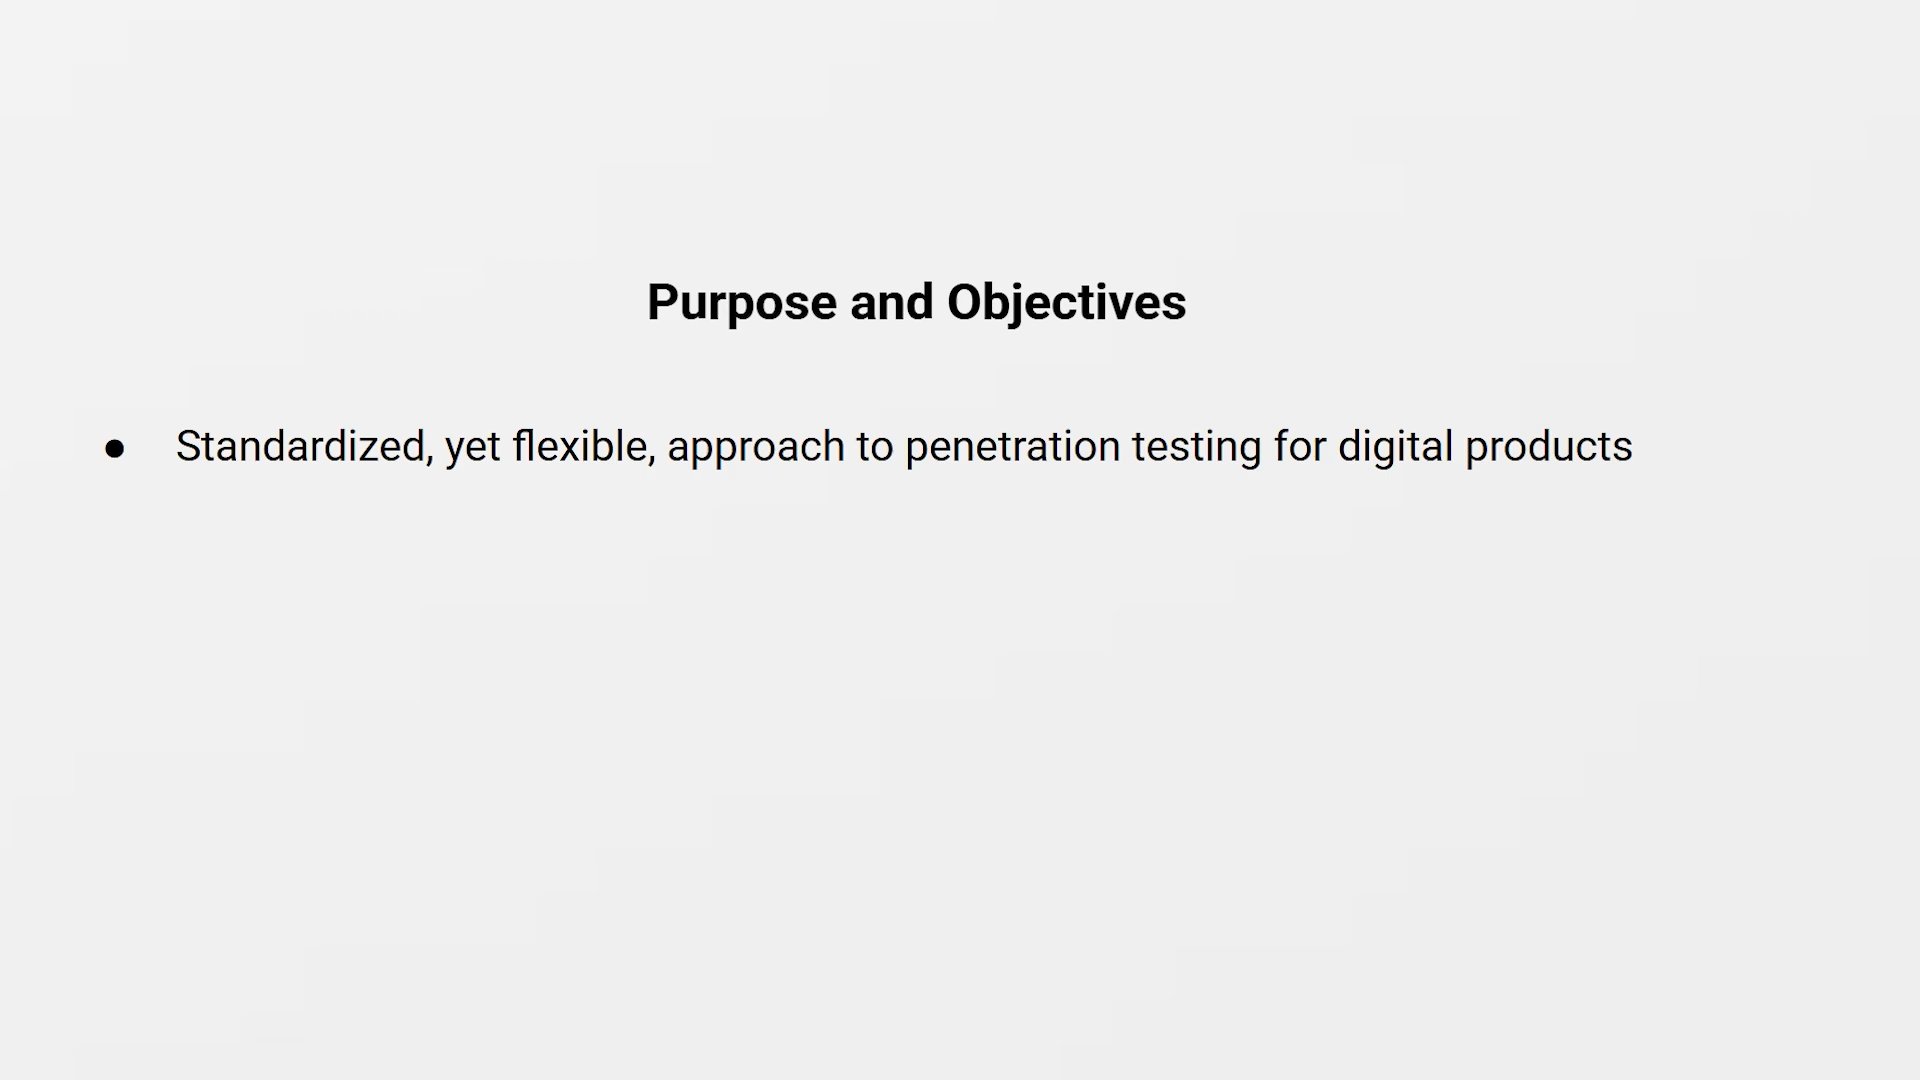 Purpose and Objectives
● Standardized, yet flexible, approach to penetration testing for digital products